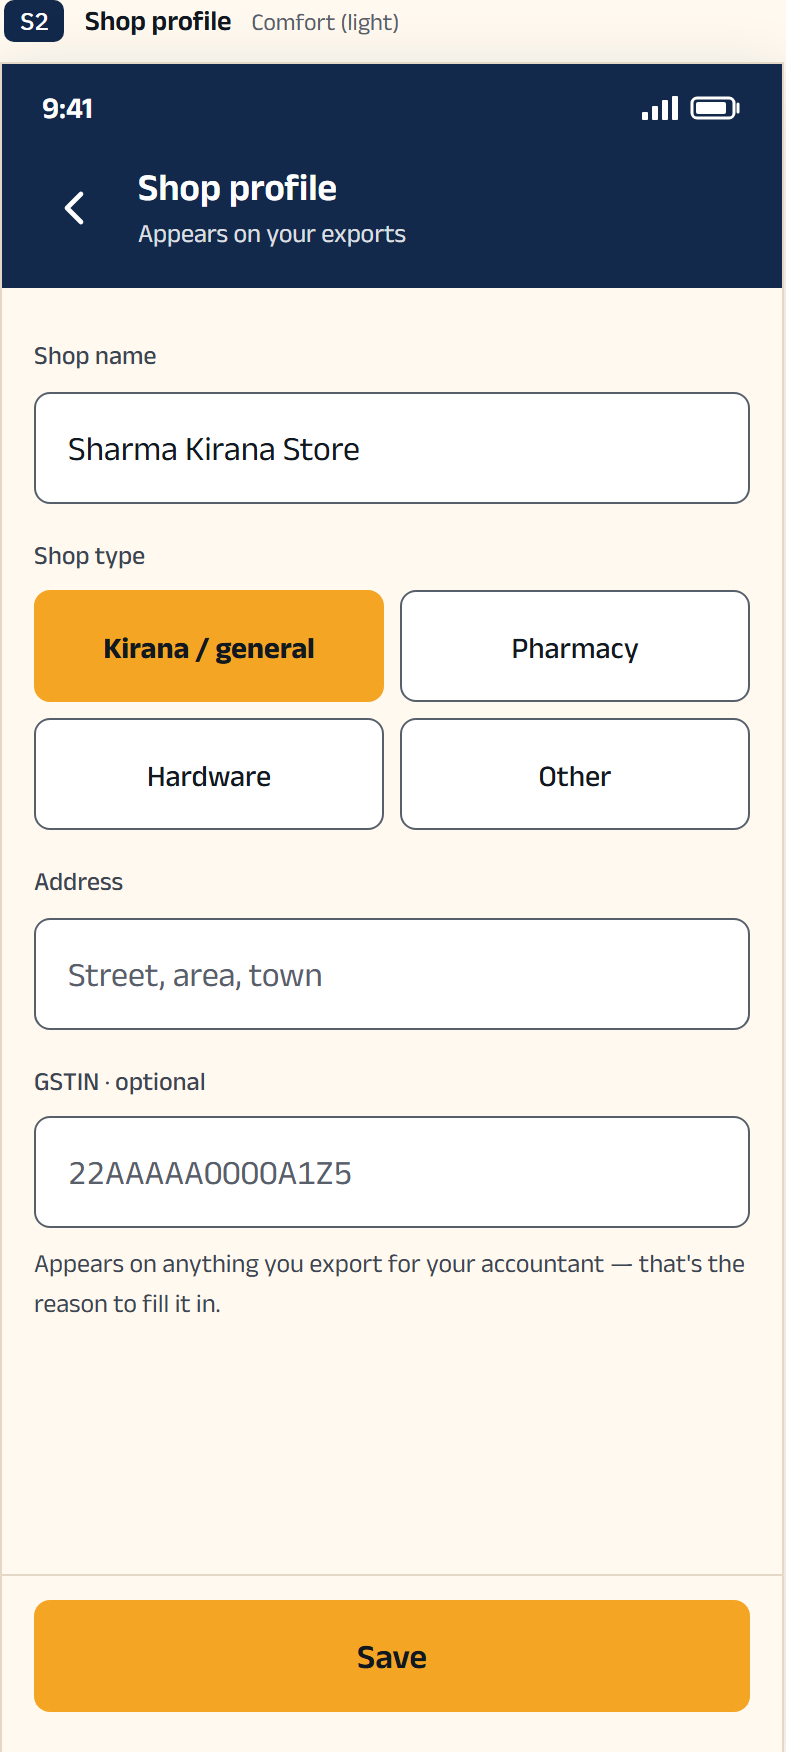 S2 Shop profile Comfort (light)
9:41
Shop profile
Appears on your exports
Shop name
Sharma Kirana Store
Shop type
Kirana / general
Pharmacy
Hardware
Other
Address
Street, area, town
GSTIN · optional
22AAAAA0000A1Z5
Appears on anything you export for your accountant — that's the
reason to fill it in.
Save